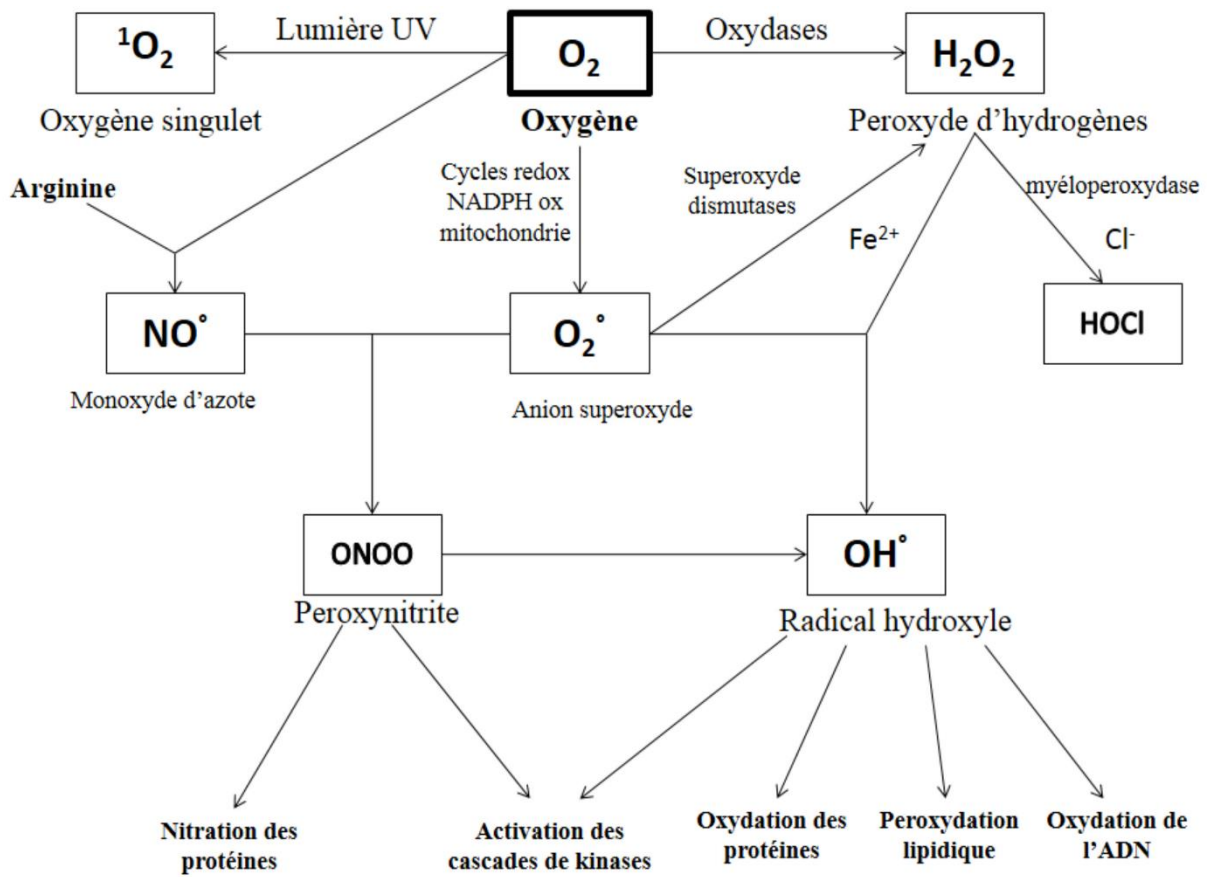 ¹O₂
Lumière UV
O₂
Oxydases
H₂O₂
Oxygène singulet
Oxygène
Peroxyde d’hydrogènes
Arginine
Cycles redox
NADPH ox
mitochondrie
Superoxyde
dismutases
myéloperoxydase
Fe²⁺
Cl⁻
NO°
O₂°
HOCl
Monoxyde d’azote
Anion superoxyde
ONOO
OH°
Peroxynitrite
Radical hydroxyle
Nitration des
protéines
Activation des
cascades de kinases
Oxydation des
protéines
Peroxydation
lipidique
Oxydation de
l’ADN